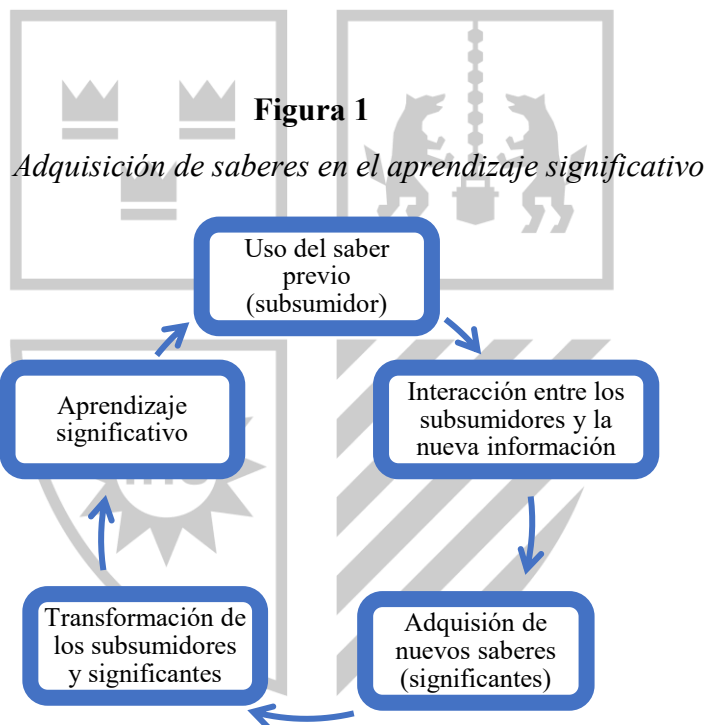 Figura 1
Adquisición de saberes en el aprendizaje significativo
Uso del saber
previo
(subsumidor)
Interacción entre los
subsumidores y la
nueva información
Adquisión de
nuevos saberes
(significantes)
Transformación de
los subsumidores
y significantes
Aprendizaje
significativo